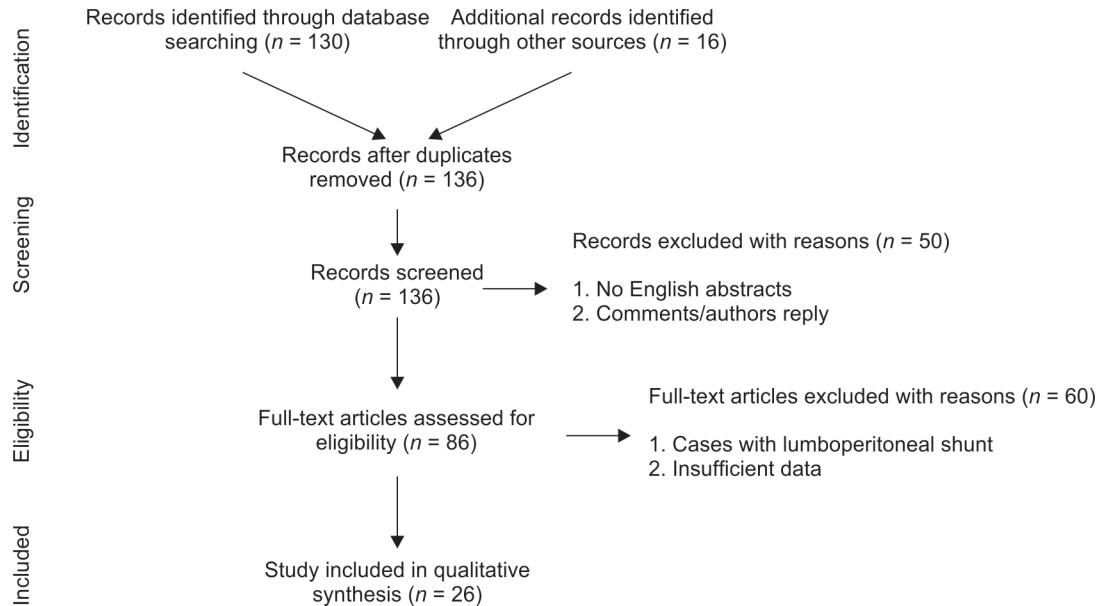 Identification
Records identified through database
searching (n = 130)
Additional records identified
through other sources (n = 16)
Records after duplicates
removed (n = 136)
Screening
Records screened
(n = 136)
Records excluded with reasons (n = 50)
1. No English abstracts
2. Comments/authors reply
Eligibility
Full-text articles assessed for
eligibility (n = 86)
Full-text articles excluded with reasons (n = 60)
1. Cases with lumboperitoneal shunt
2. Insufficient data
Included
Study included in qualitative
synthesis (n = 26)